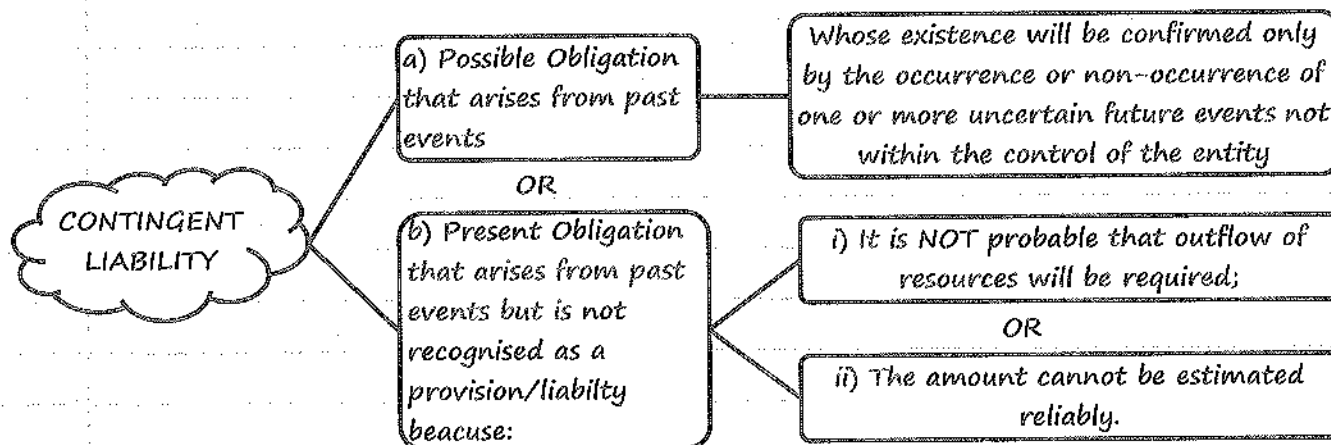 CONTINGENT
LIABILITY
a) Possible Obligation
that arises from past
events
Whose existence will be confirmed only
by the occurrence or non-occurrence of
one or more uncertain future events not
within the control of the entity
OR
b) Present Obligation
that arises from past
events but is not
recognised as a
provision/liabilty
beacuse:
i) It is NOT probable that outflow of
resources will be required;
OR
ii) The amount cannot be estimated
reliably.